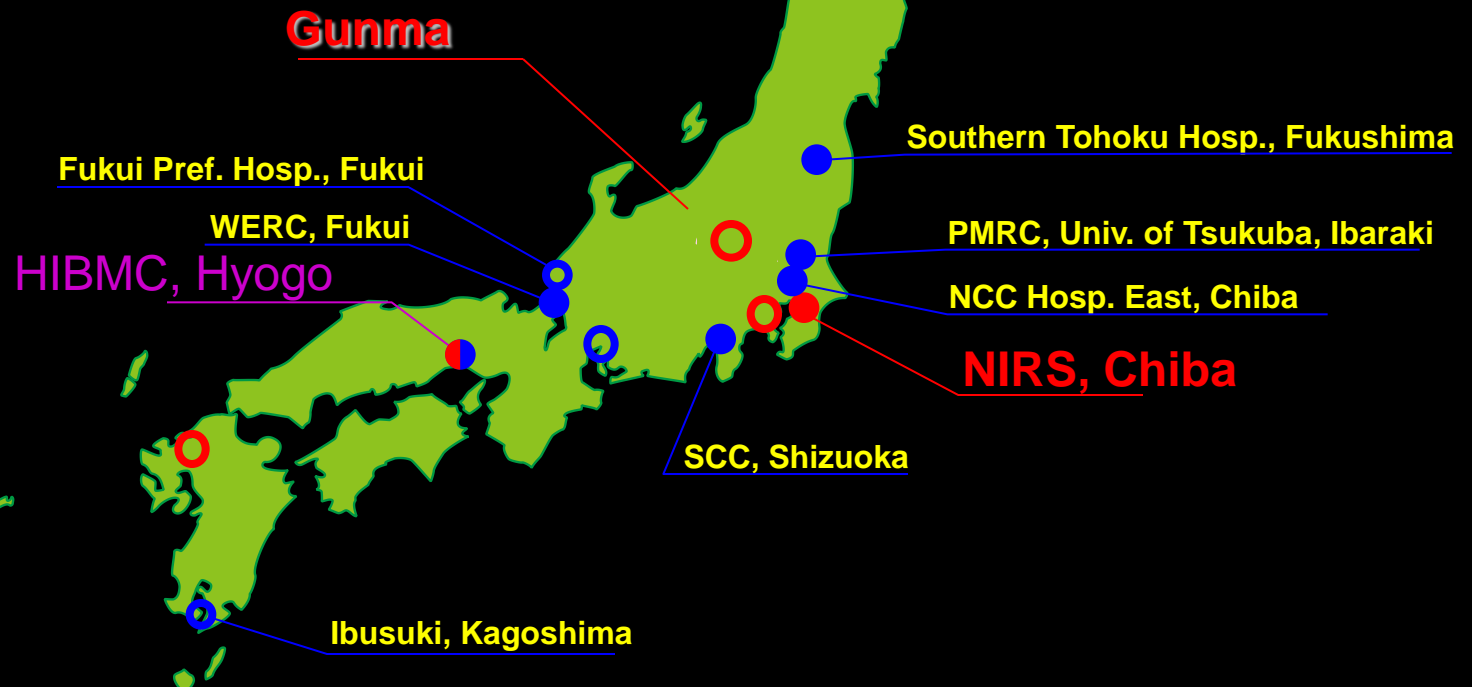 Gunma
Southern Tohoku Hosp., Fukushima
Fukui Pref. Hosp., Fukui
WERC, Fukui
PMRC, Univ. of Tsukuba, Ibaraki
HIBMC, Hyogo
NCC Hosp. East, Chiba
NIRS, Chiba
SCC, Shizuoka
Ibusuki, Kagoshima